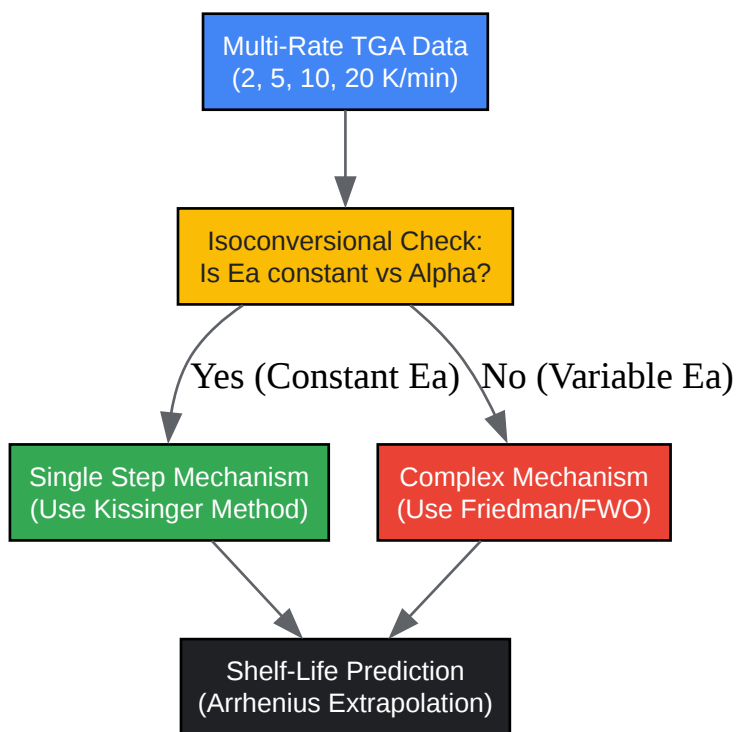 Multi-Rate TGA Data
(2, 5, 10, 20 K/min)
Isoconversional Check:
Is Ea constant vs Alpha?
Yes (Constant Ea)
No (Variable Ea)
Single Step Mechanism
(Use Kissinger Method)
Complex Mechanism
(Use Friedman/FWO)
Shelf-Life Prediction
(Arrhenius Extrapolation)